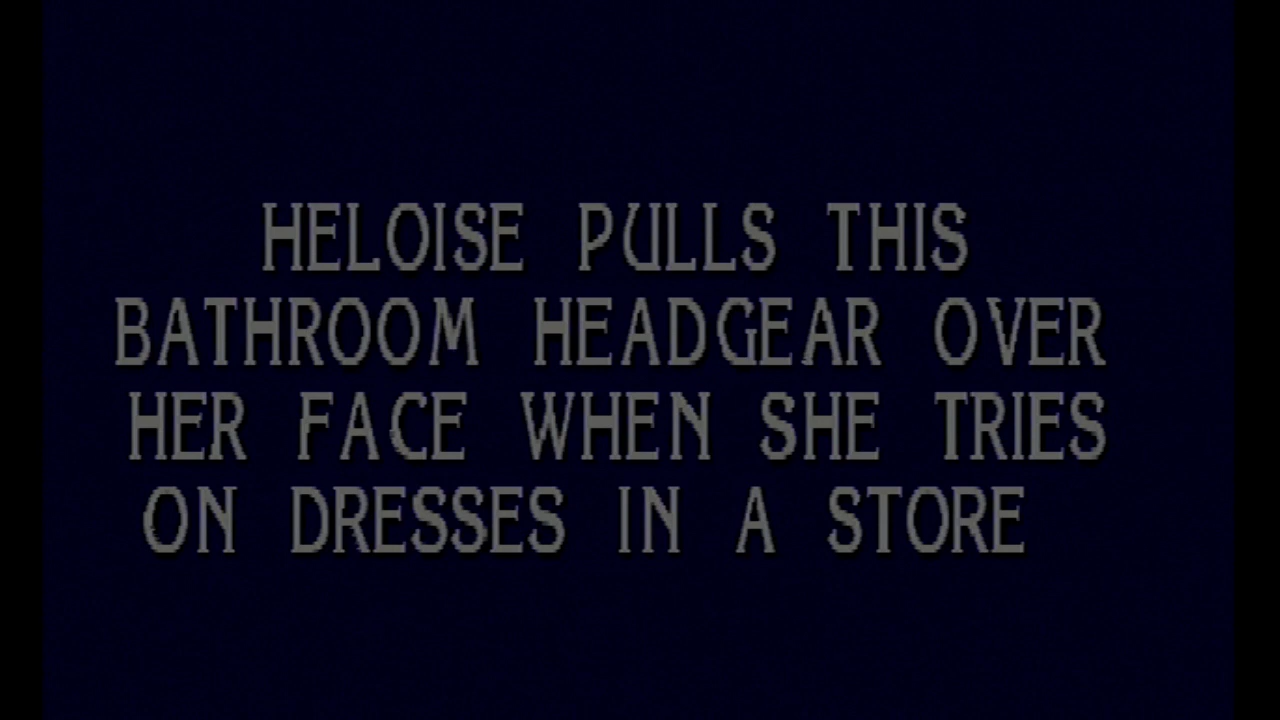 HELOISE PULLS THIS
BATHROOM HEADGEAR OVER
HER FACE WHEN SHE TRIES
ON DRESSES IN A STORE